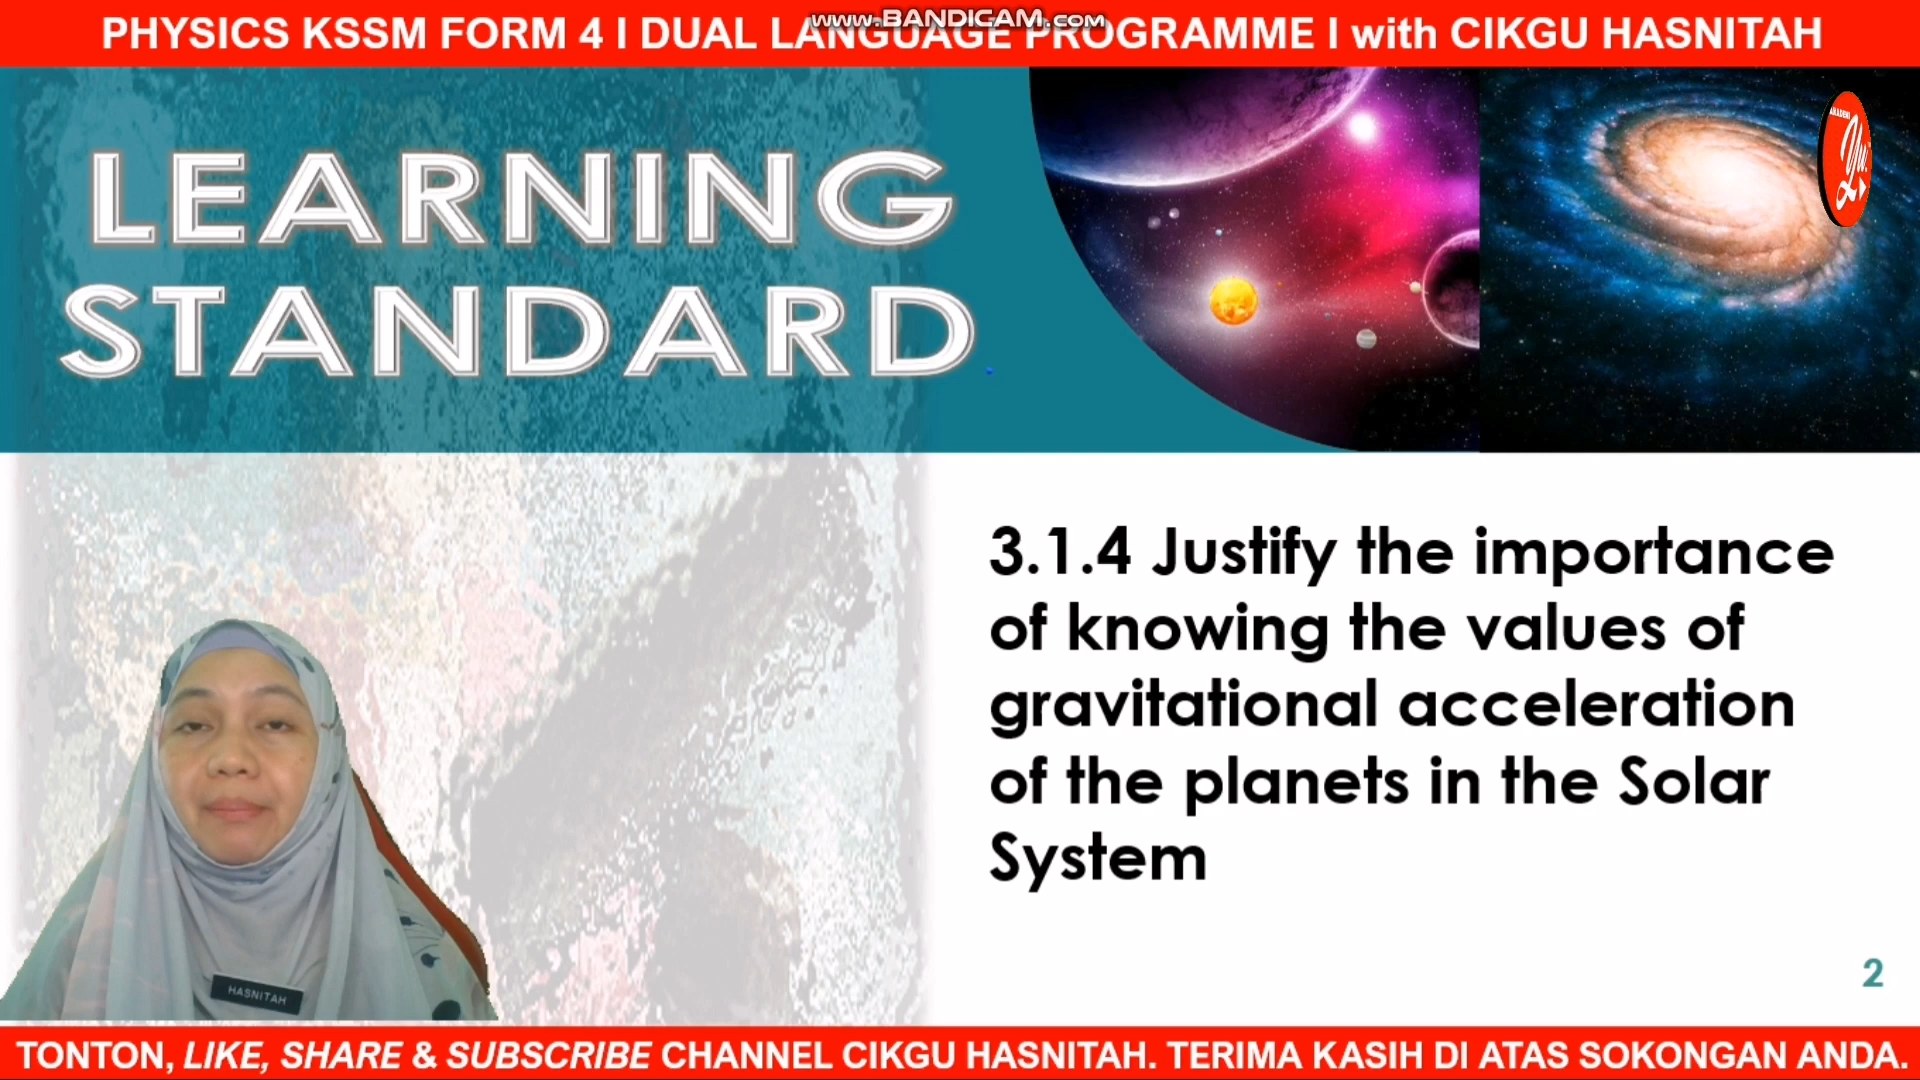 www.BANDICAM.com
PHYSICS KSSM FORM 4 I DUAL LANGUAGE PROGRAMME I with CIKGU HASNITAH
AKADEMI
LEARNING
STANDARD
3.1.4 Justify the importance
of knowing the values of
gravitational acceleration
of the planets in the Solar
System
HASNITAH
2
TONTON, LIKE, SHARE & SUBSCRIBE CHANNEL CIKGU HASNITAH. TERIMA KASIH DI ATAS SOKONGAN ANDA.